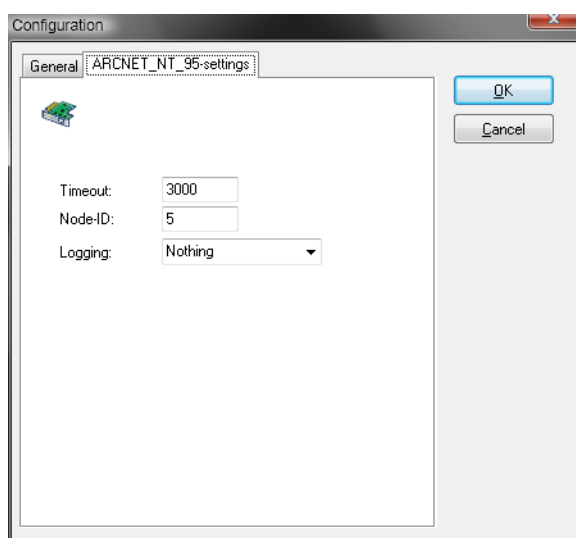 Configuration
General ARCNET_NT_95-settings
OK
Cancel
Timeout: 3000
Node-ID: 5
Logging: Nothing